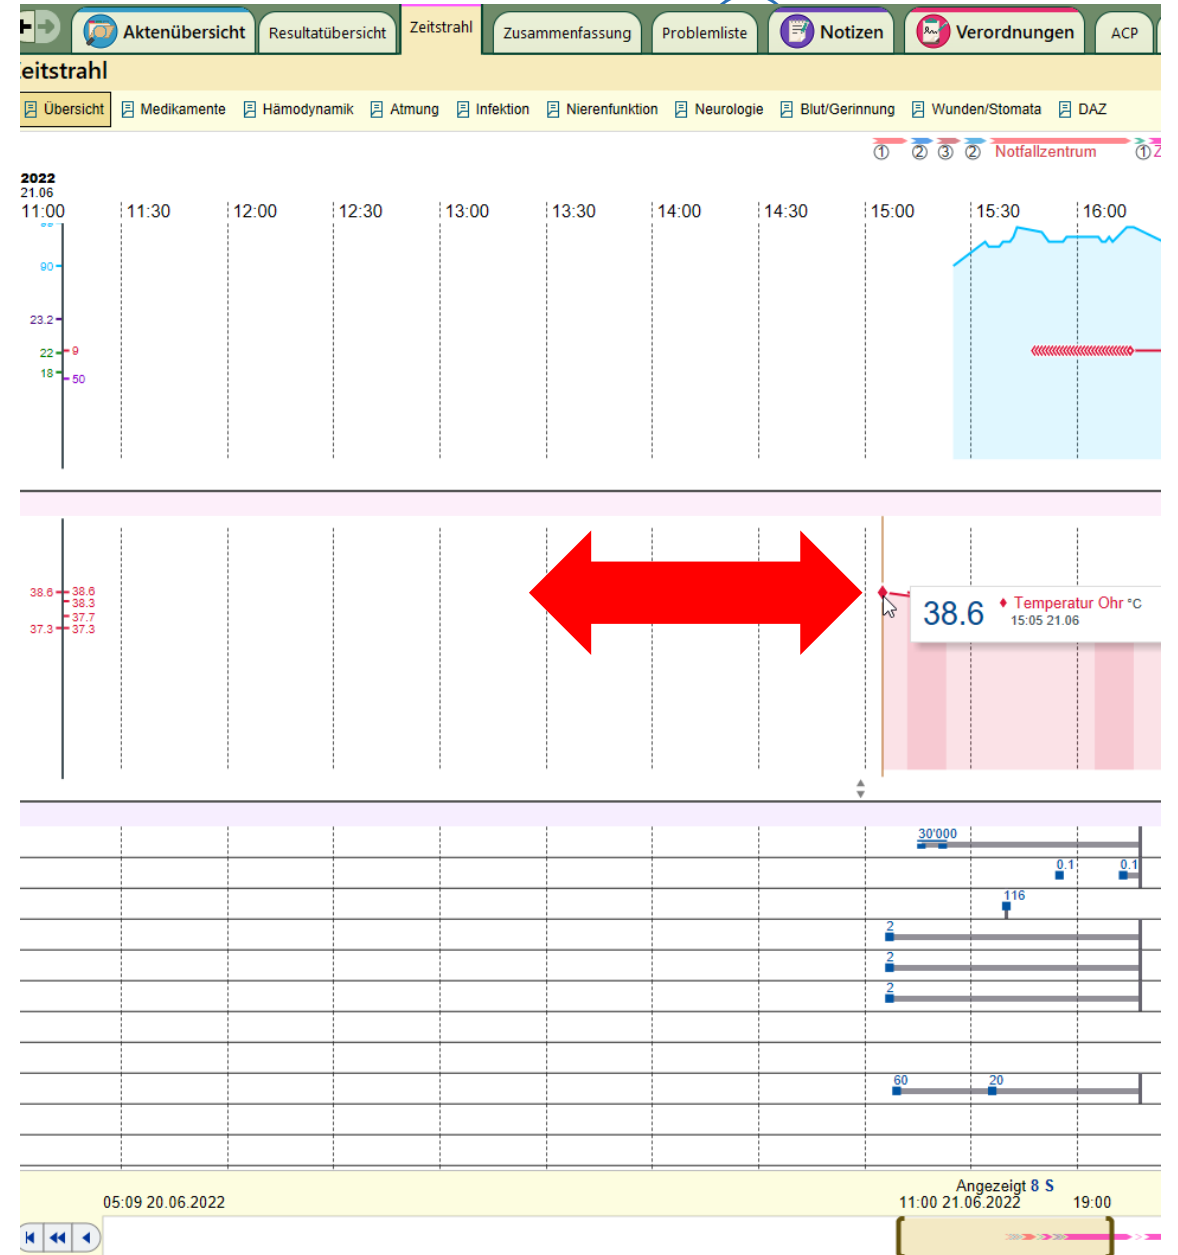 Aktenübersicht Resultatübersicht Zeitstrahl Zusammenfassung Problemliste Notizen Verordnungen ACP
eitstrahl
Übersicht Medikamente Hämodynamik Atmung Infektion Nierenfunktion Neurologie Blut/Gerinnung Wunden/Stomata DAZ
1 2 3 2 Notfallzentrum 1 Z
2022
21.06
11:00 11:30 12:00 12:30 13:00 13:30 14:00 14:30 15:00 15:30 16:00
90
23.2
22 9
18 50
38.6 38.6
38.3
37.7
37.3 37.3
38.6 Temperatur Ohr °C
15:05 21.06
30'000
0.1 0.1
116
2
2
2
60 20
Angezeigt 8 S
05:09 20.06.2022 11:00 21.06.2022 19:00